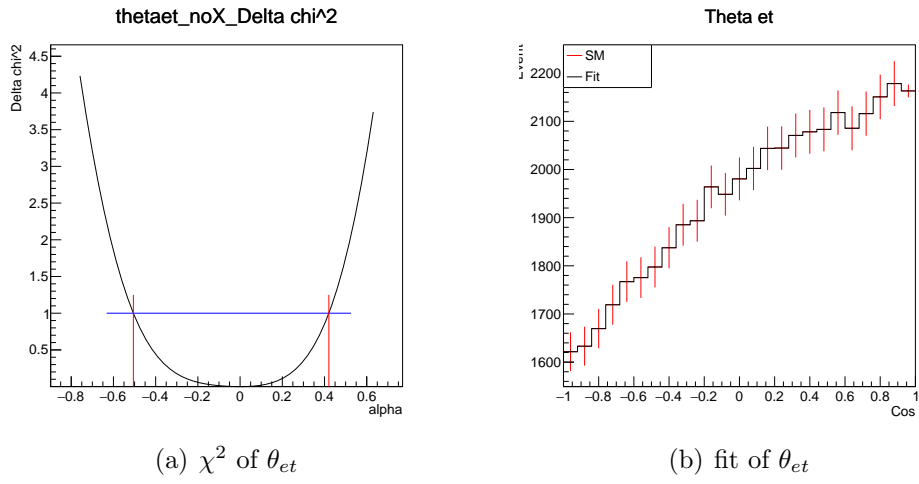 thetaet_noX_Delta chi^2
Delta chi^2
4.5
4
3.5
3
2.5
2
1.5
1
0.5
−0.8 −0.6 −0.4 −0.2 0 0.2 0.4 0.6
alpha
(a) χ² of θ_et
Theta et
SM
Fit
2200
2100
2000
1900
1800
1700
1600
−1 −0.8 −0.6 −0.4 −0.2 0 0.2 0.4 0.6 0.8 1
Cos
(b) fit of θ_et